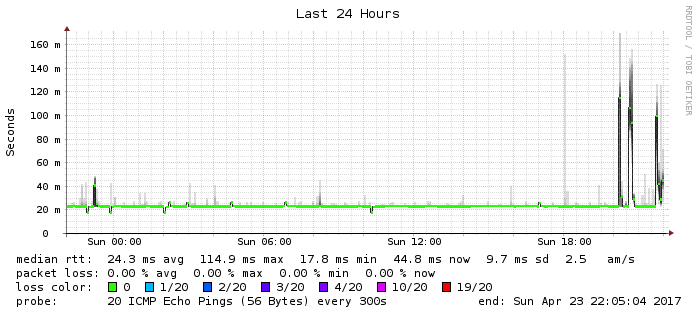 Last 24 Hours
RRDTOOL / TOBI OETIKER
Seconds
160 m
140 m
120 m
100 m
80 m
60 m
40 m
20 m
0
Sun 00:00 Sun 06:00 Sun 12:00 Sun 18:00
median rtt: 24.3 ms avg 114.9 ms max 17.8 ms min 44.8 ms now 9.7 ms sd 2.5 am/s
packet loss: 0.00 % avg 0.00 % max 0.00 % min 0.00 % now
loss color: 0 1/20 2/20 3/20 4/20 10/20 19/20
probe: 20 ICMP Echo Pings (56 Bytes) every 300s end: Sun Apr 23 22:05:04 2017